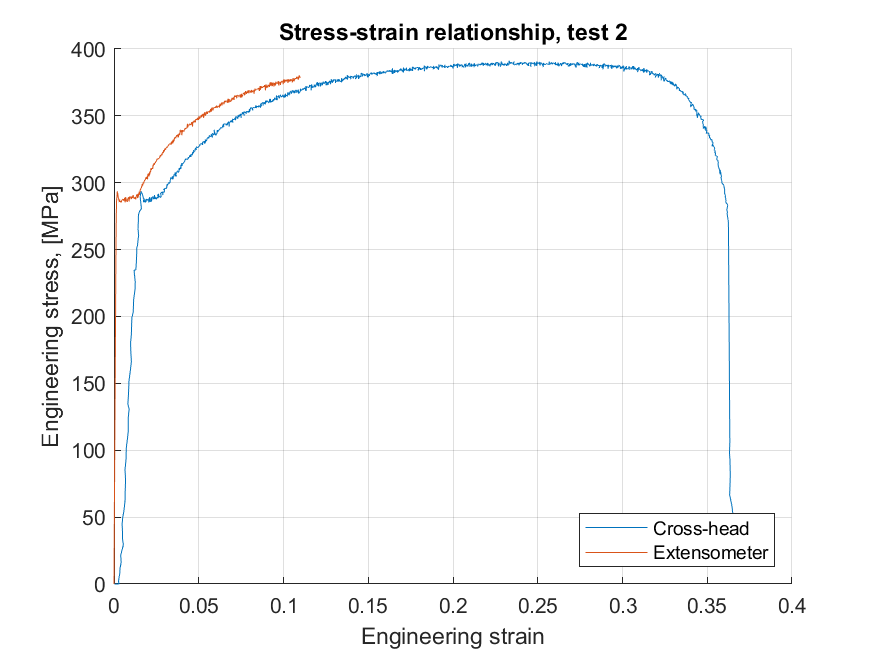 Stress-strain relationship, test 2
400
350
300
250
200
150
100
50
0
Engineering stress, [MPa]
Cross-head
Extensometer
0 0.05 0.1 0.15 0.2 0.25 0.3 0.35 0.4
Engineering strain